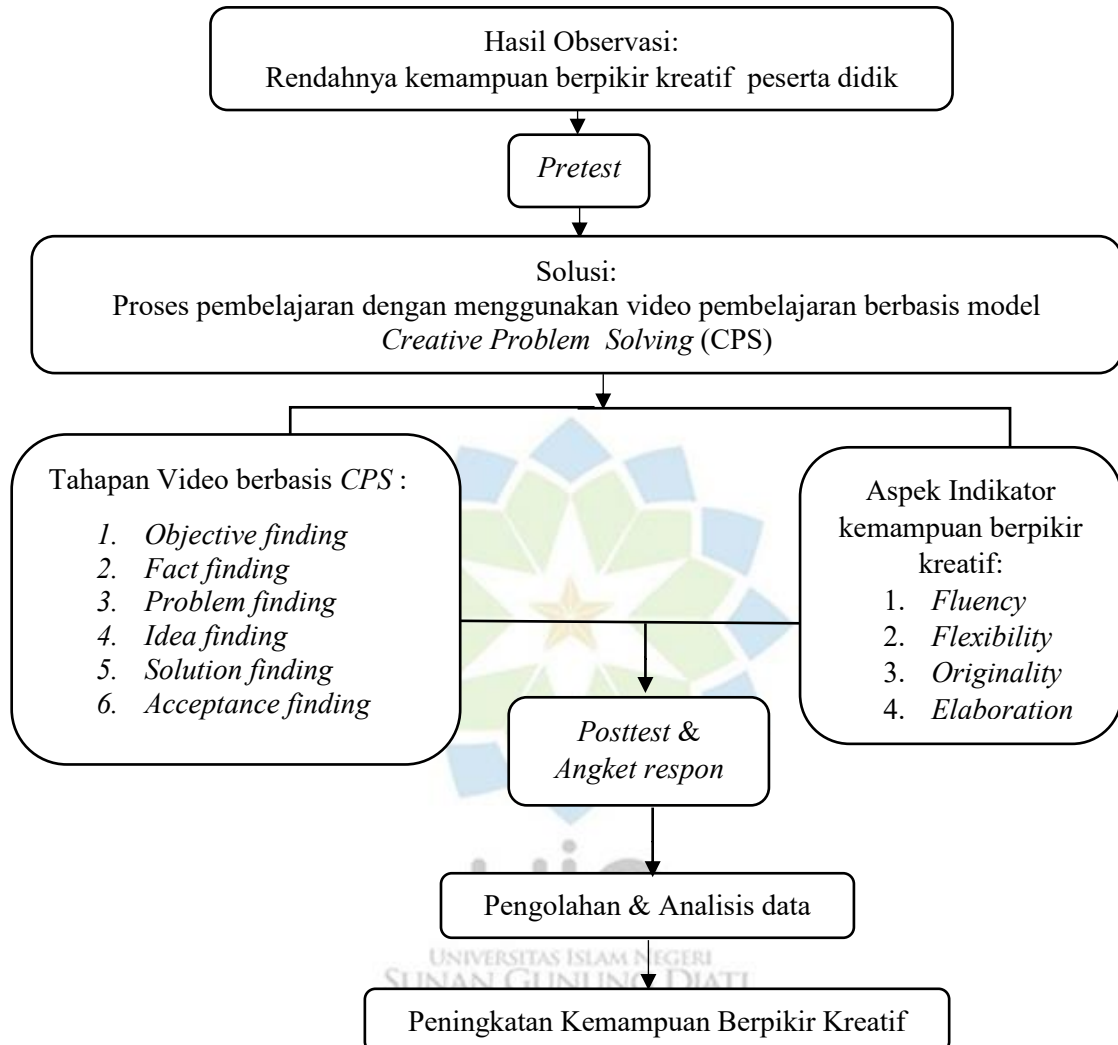 Hasil Observasi:
Rendahnya kemampuan berpikir kreatif peserta didik
Pretest
Solusi:
Proses pembelajaran dengan menggunakan video pembelajaran berbasis model
Creative Problem Solving (CPS)
Tahapan Video berbasis CPS :
1. Objective finding
2. Fact finding
3. Problem finding
4. Idea finding
5. Solution finding
6. Acceptance finding
Aspek Indikator
kemampuan berpikir
kreatif:
1. Fluency
2. Flexibility
3. Originality
4. Elaboration
Posttest &
Angket respon
Pengolahan & Analisis data
UNIVERSITAS ISLAM NEGERI
SUNAN GUNUNG DJATI
Peningkatan Kemampuan Berpikir Kreatif